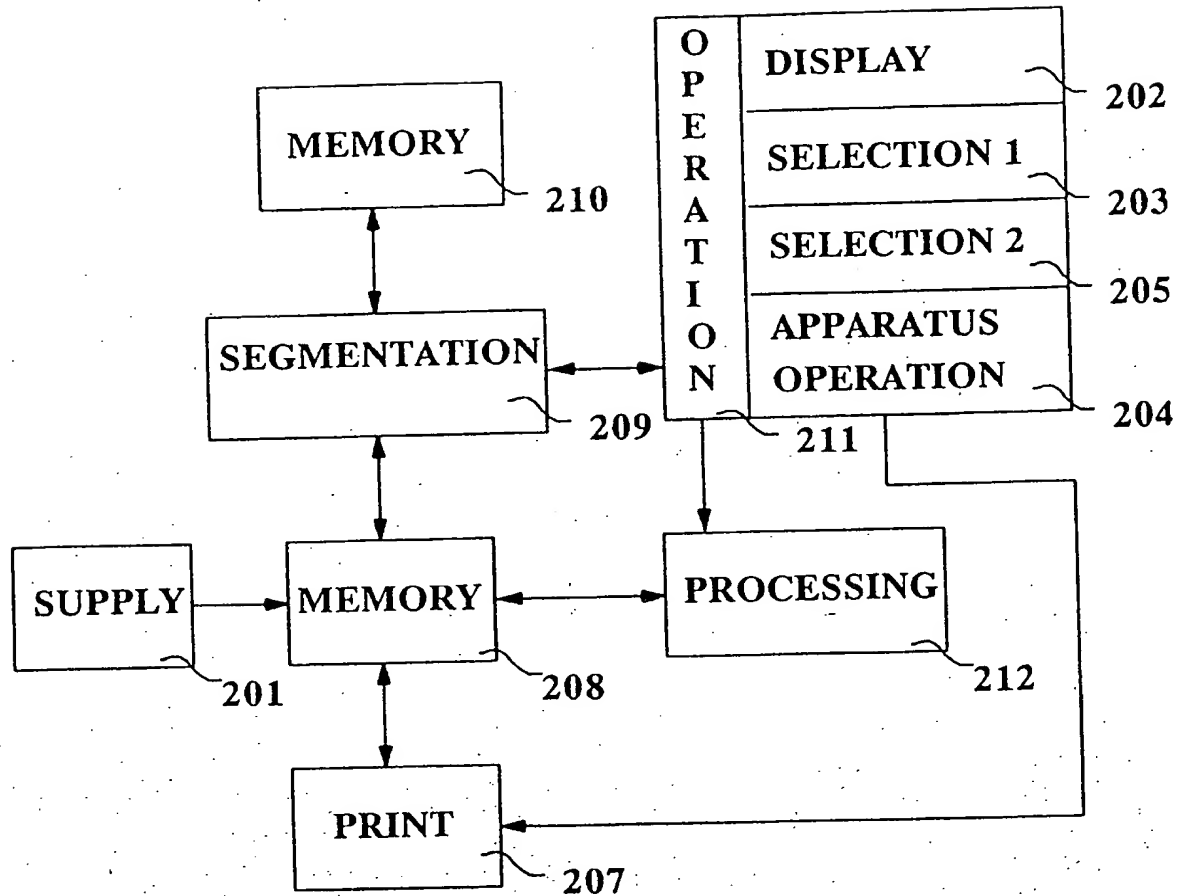 OPERATION
DISPLAY
202
MEMORY
210
SELECTION 1
203
SELECTION 2
205
SEGMENTATION
209
APPARATUS
OPERATION
204
211
SUPPLY
201
MEMORY
208
PROCESSING
212
PRINT
207